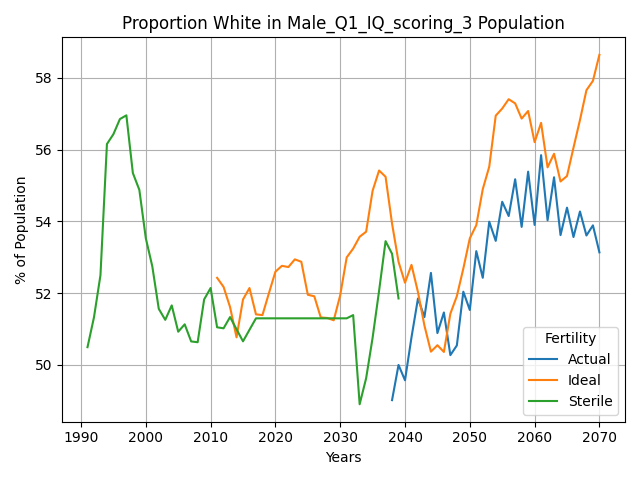 Proportion White in Male_Q1_IQ_scoring_3 Population
% of Population
58
56
54
52
50
Fertility
Actual
Ideal
Sterile
1990 2000 2010 2020 2030 2040 2050 2060 2070
Years